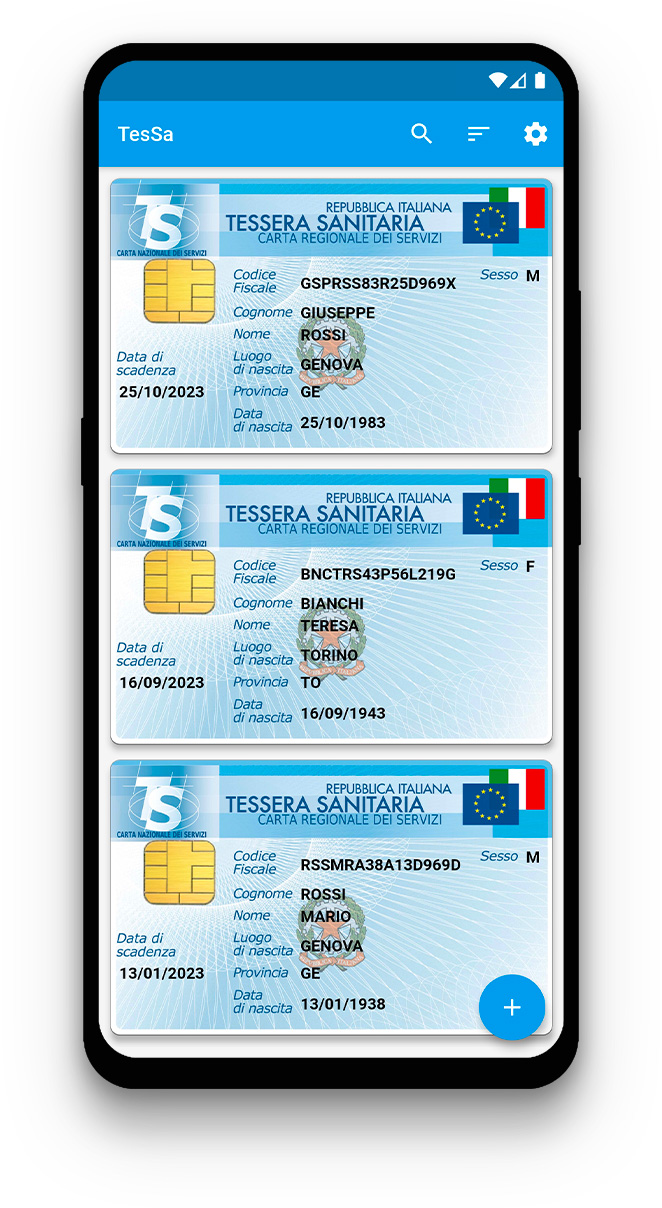 TesSa
TS
REPUBBLICA ITALIANA
TESSERA SANITARIA
CARTA REGIONALE DEI SERVIZI
CARTA NAZIONALE DEI SERVIZI
Codice
Fiscale GSPRSS83R25D969X Sesso M
Cognome GIUSEPPE
Nome ROSSI
Data di
scadenza
25/10/2023
Luogo
di nascita GENOVA
Provincia GE
Data
di nascita 25/10/1983
TS
REPUBBLICA ITALIANA
TESSERA SANITARIA
CARTA REGIONALE DEI SERVIZI
CARTA NAZIONALE DEI SERVIZI
Codice
Fiscale BNCTRS43P56L219G Sesso F
Cognome BIANCHI
Nome TERESA
Data di
scadenza
16/09/2023
Luogo
di nascita TORINO
Provincia TO
Data
di nascita 16/09/1943
TS
REPUBBLICA ITALIANA
TESSERA SANITARIA
CARTA REGIONALE DEI SERVIZI
CARTA NAZIONALE DEI SERVIZI
Codice
Fiscale RSSMRA38A13D969D Sesso M
Cognome ROSSI
Nome MARIO
Data di
scadenza
13/01/2023
Luogo
di nascita GENOVA
Provincia GE
Data
di nascita 13/01/1938